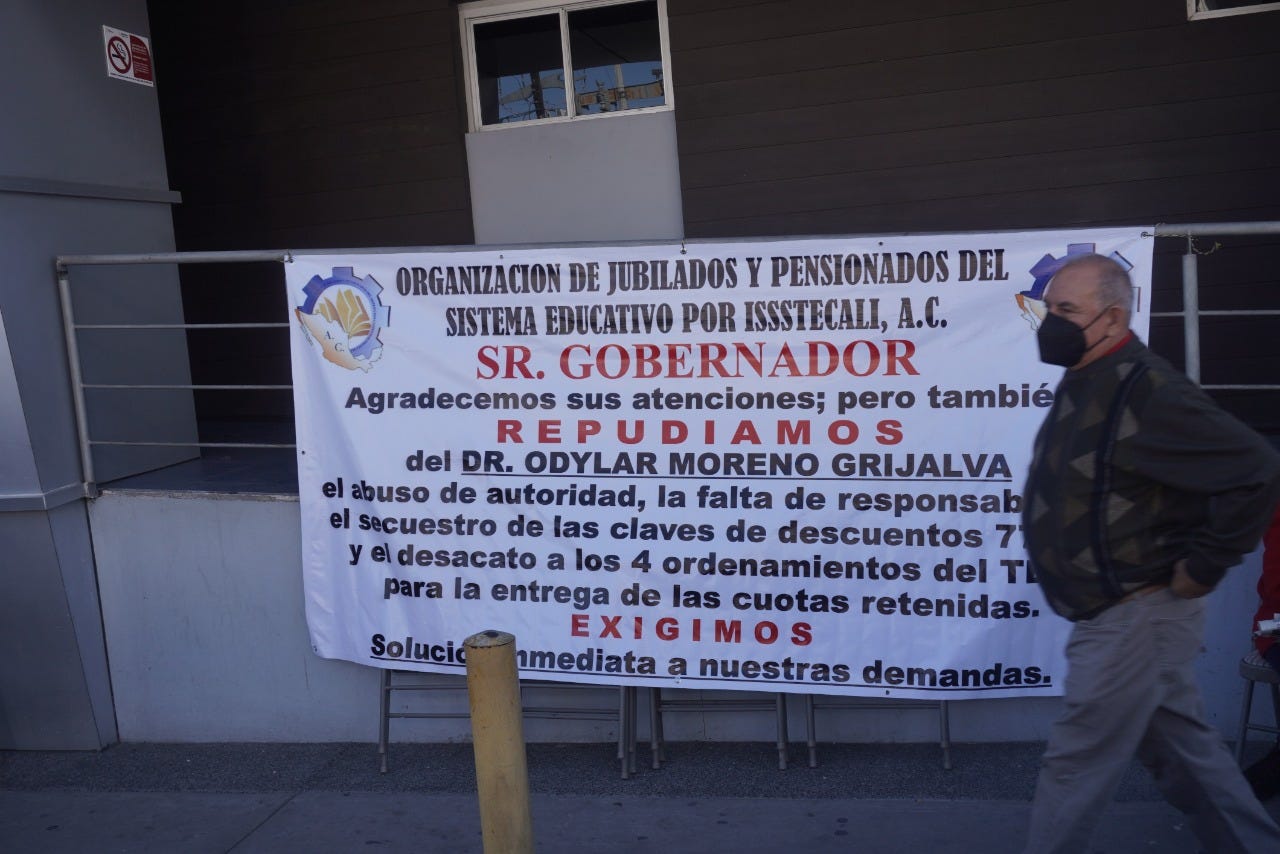 ORGANIZACION DE JUBILADOS Y PENSIONADOS DEL
SISTEMA EDUCATIVO POR ISSSTECALI, A.C.
SR. GOBERNADOR
Agradecemos sus atenciones; pero tambié
REPUDIAMOS
del DR. ODYLAR MORENO GRIJALVA
el abuso de autoridad, la falta de responsab
el secuestro de las claves de descuentos
y el desacato a los 4 ordenamientos del
para la entrega de las cuotas retenidas.
EXIGIMOS
a nuestras demandas.
A. C.